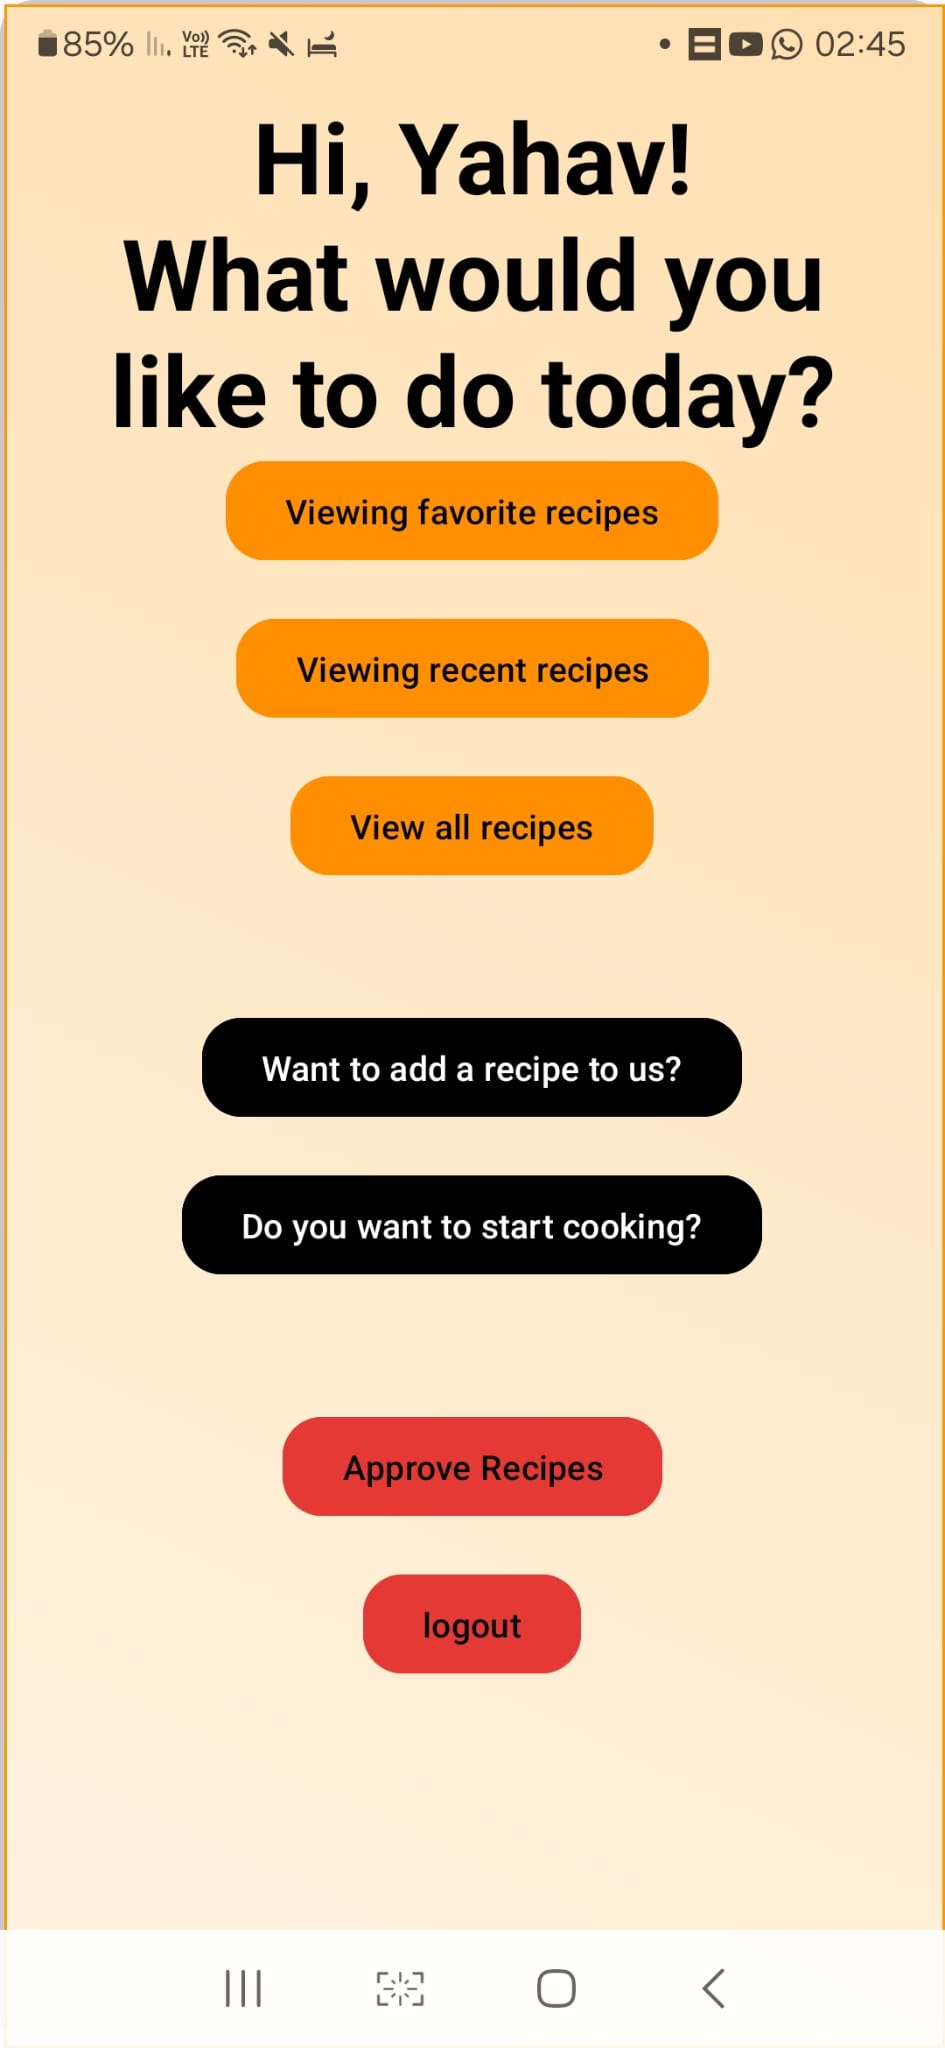 85% Vo)) LTE 02:45
Hi, Yahav!
What would you
like to do today?
Viewing favorite recipes
Viewing recent recipes
View all recipes
Want to add a recipe to us?
Do you want to start cooking?
Approve Recipes
logout